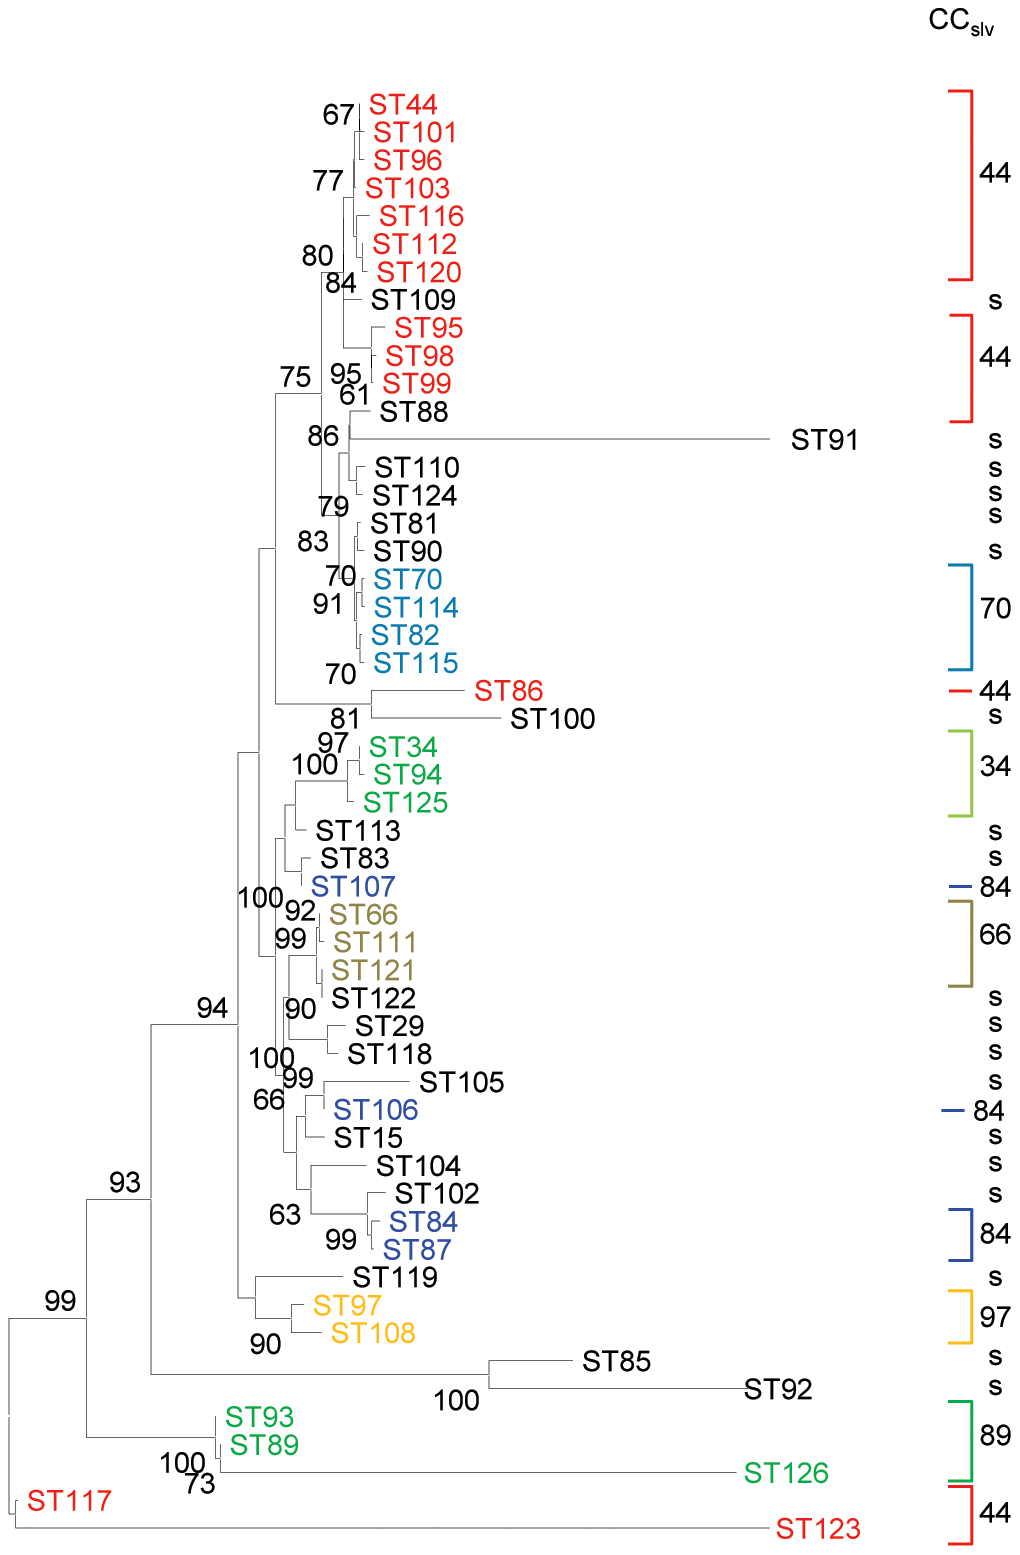 CCslv
67 ST44
ST101
ST96
44
77 ST103
ST116
ST112
80
ST120
84
ST109 s
ST95
ST98 44
95
ST99
75
61
ST88
86
ST91 s
ST110 s
ST124 s
79
s
ST81
83
ST90 s
70
ST70
91 ST114 70
ST82
ST115
70
ST86 44
81 ST100 s
97
ST34
100 34
ST94
ST125
ST113 s
ST83 s
ST107 84
100
92 ST66
99 66
ST111
ST121
ST122 s
94 90
ST29 s
ST118 s
100
99
ST105 s
66
ST106 84
ST15 s
ST104 s
93
ST102 s
63
ST84
84
99
ST87
ST119 s
99
ST97
97
90 ST108
ST85 s
100 ST92 s
ST93
89
ST89
100
73 ST126
ST117
44
ST123